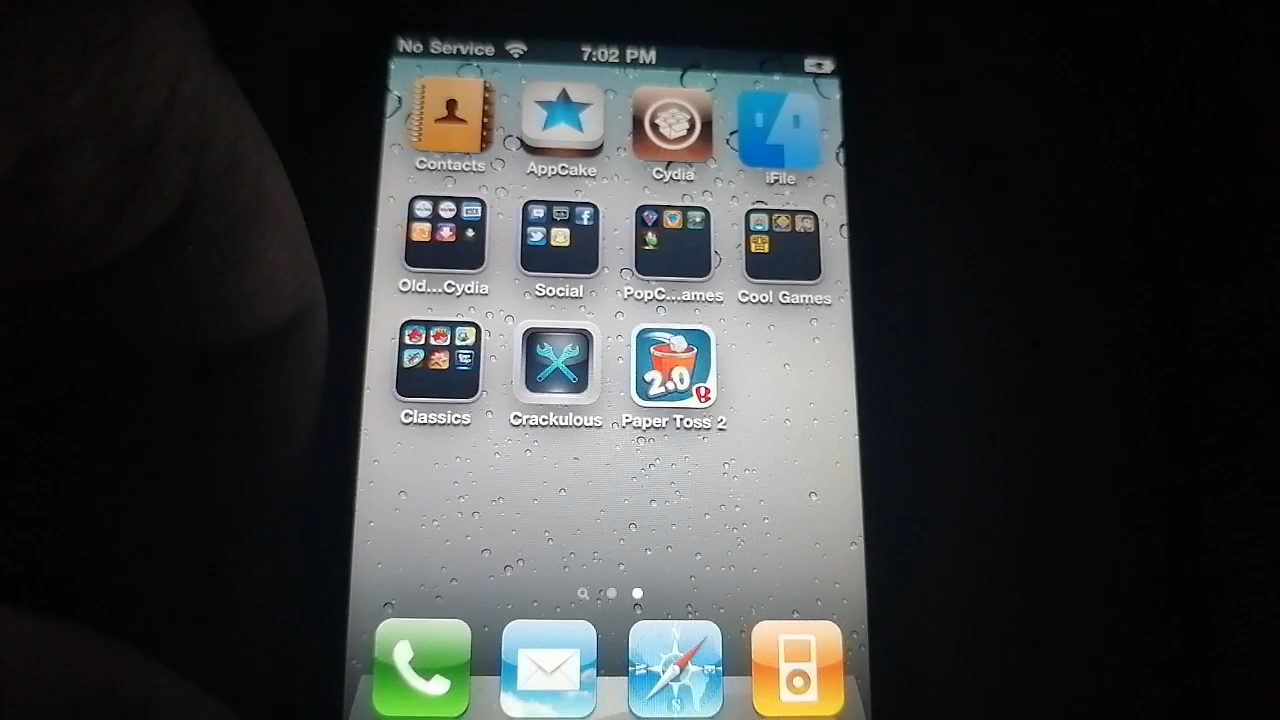 No Service 7:02 PM
Contacts AppCake Cydia iFile
Old...Cydia Social PopC...ames Cool Games
2.0
Classics Crackulous Paper Toss 2
N